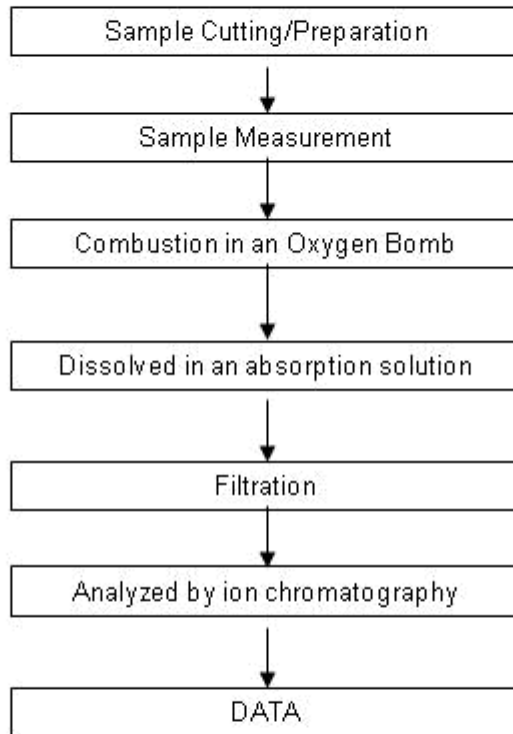 Sample Cutting/Preparation
Sample Measurement
Combustion in an Oxygen Bomb
Dissolved in an absorption solution
Filtration
Analyzed by ion chromatography
DATA